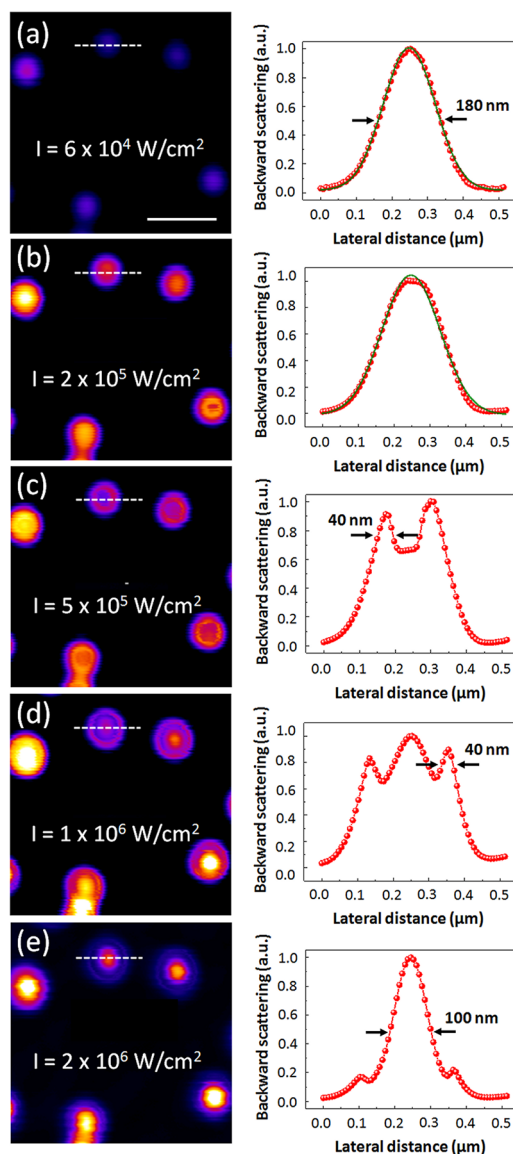 (a)
I = 6 x 10⁴ W/cm²
Backward scattering (a.u.)
1.0
0.8
0.6
0.4
0.2
0.0
180 nm
0.0 0.1 0.2 0.3 0.4 0.5
Lateral distance (µm)
(b)
I = 2 x 10⁵ W/cm²
Backward scattering (a.u.)
1.0
0.8
0.6
0.4
0.2
0.0
0.0 0.1 0.2 0.3 0.4 0.5
Lateral distance (µm)
(c)
I = 5 x 10⁵ W/cm²
Backward scattering (a.u.)
1.0
0.8
0.6
0.4
0.2
0.0
40 nm
0.0 0.1 0.2 0.3 0.4 0.5
Lateral distance (µm)
(d)
I = 1 x 10⁶ W/cm²
Backward scattering (a.u.)
1.0
0.8
0.6
0.4
0.2
0.0
40 nm
0.0 0.1 0.2 0.3 0.4 0.5
Lateral distance (µm)
(e)
I = 2 x 10⁶ W/cm²
Backward scattering (a.u.)
1.0
0.8
0.6
0.4
0.2
0.0
100 nm
0.0 0.1 0.2 0.3 0.4 0.5
Lateral distance (µm)